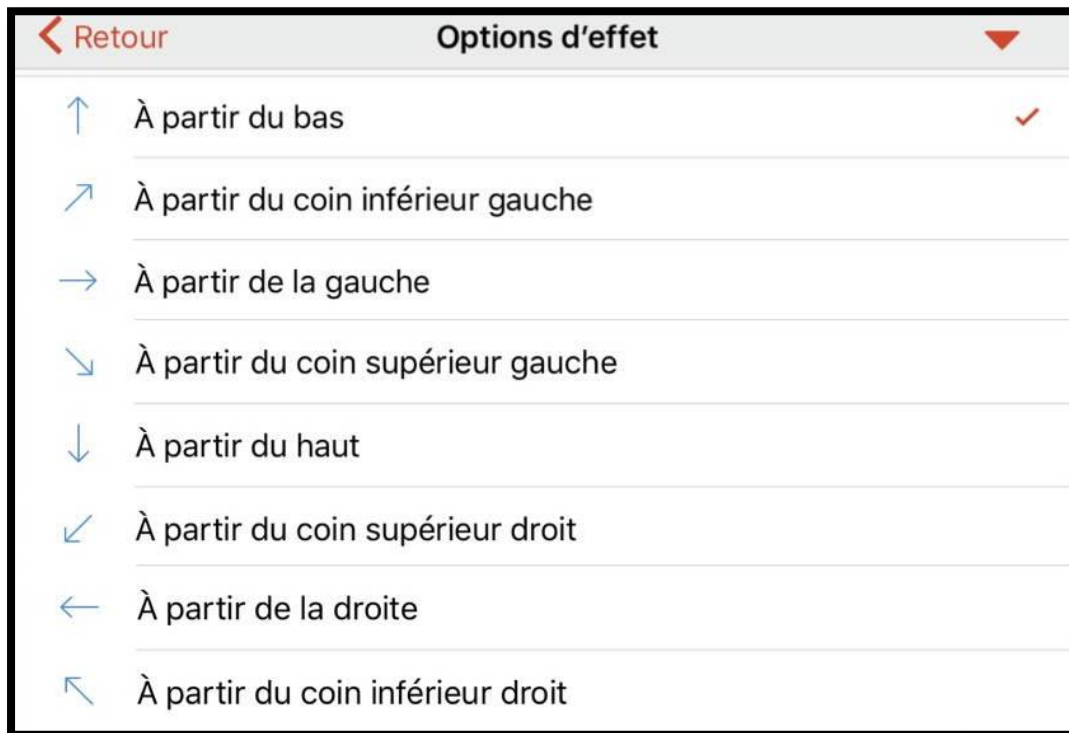 Retour
Options d’effet
À partir du bas
À partir du coin inférieur gauche
À partir de la gauche
À partir du coin supérieur gauche
À partir du haut
À partir du coin supérieur droit
À partir de la droite
À partir du coin inférieur droit